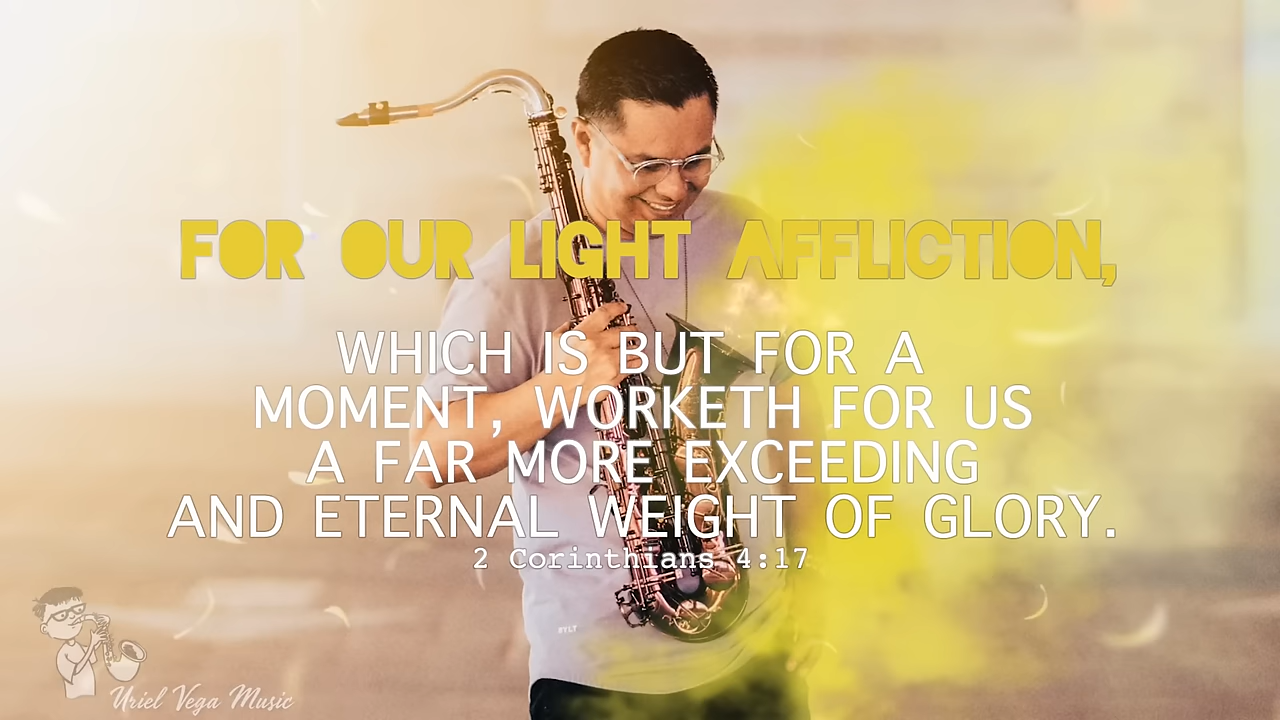 FOR OUR LIGHT AFFLICTION,
WHICH IS BUT FOR A
MOMENT, WORKETH FOR US
A FAR MORE EXCEEDING
AND ETERNAL WEIGHT OF GLORY.
2 Corinthians 4:17
SYLT
Uriel Vega Music